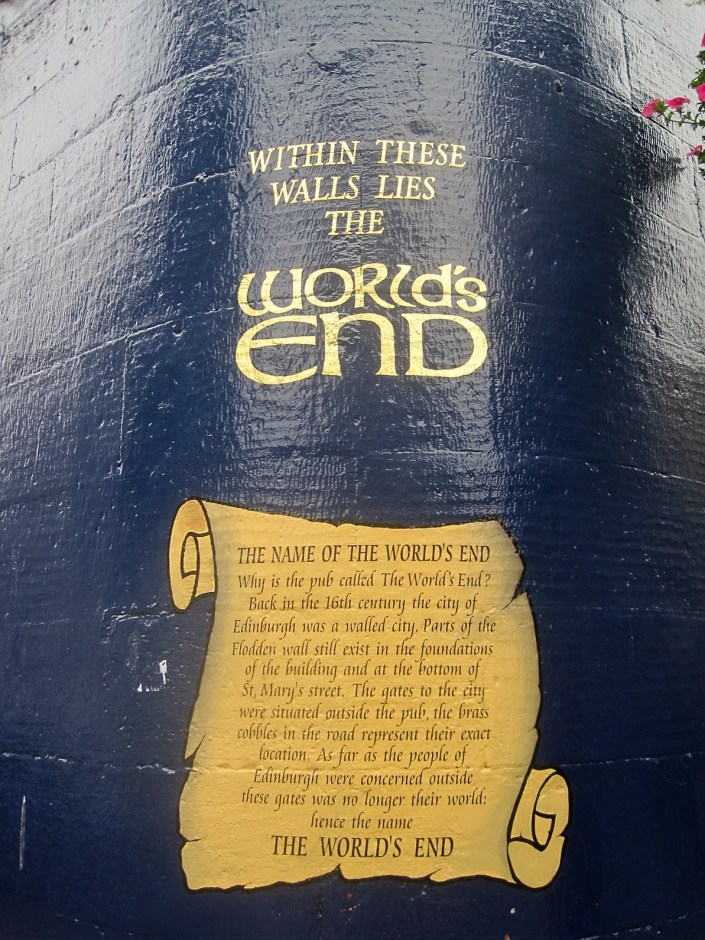 WITHIN THESE
WALLS LIES
THE
WORLD'S
END
THE NAME OF THE WORLD'S END
Why is the pub called The World's End?
Back in the 16th century the city of
Edinburgh was a walled city. Parts of the
Flodden wall still exist in the foundations
of the building and at the bottom of
St, Mary's street. The gates to the city
were situated outside the pub, the brass
cobbles in the road represent their exact
location. As far as the people of
Edinburgh were concerned outside
these gates was no longer their world:
hence the name
THE WORLD'S END